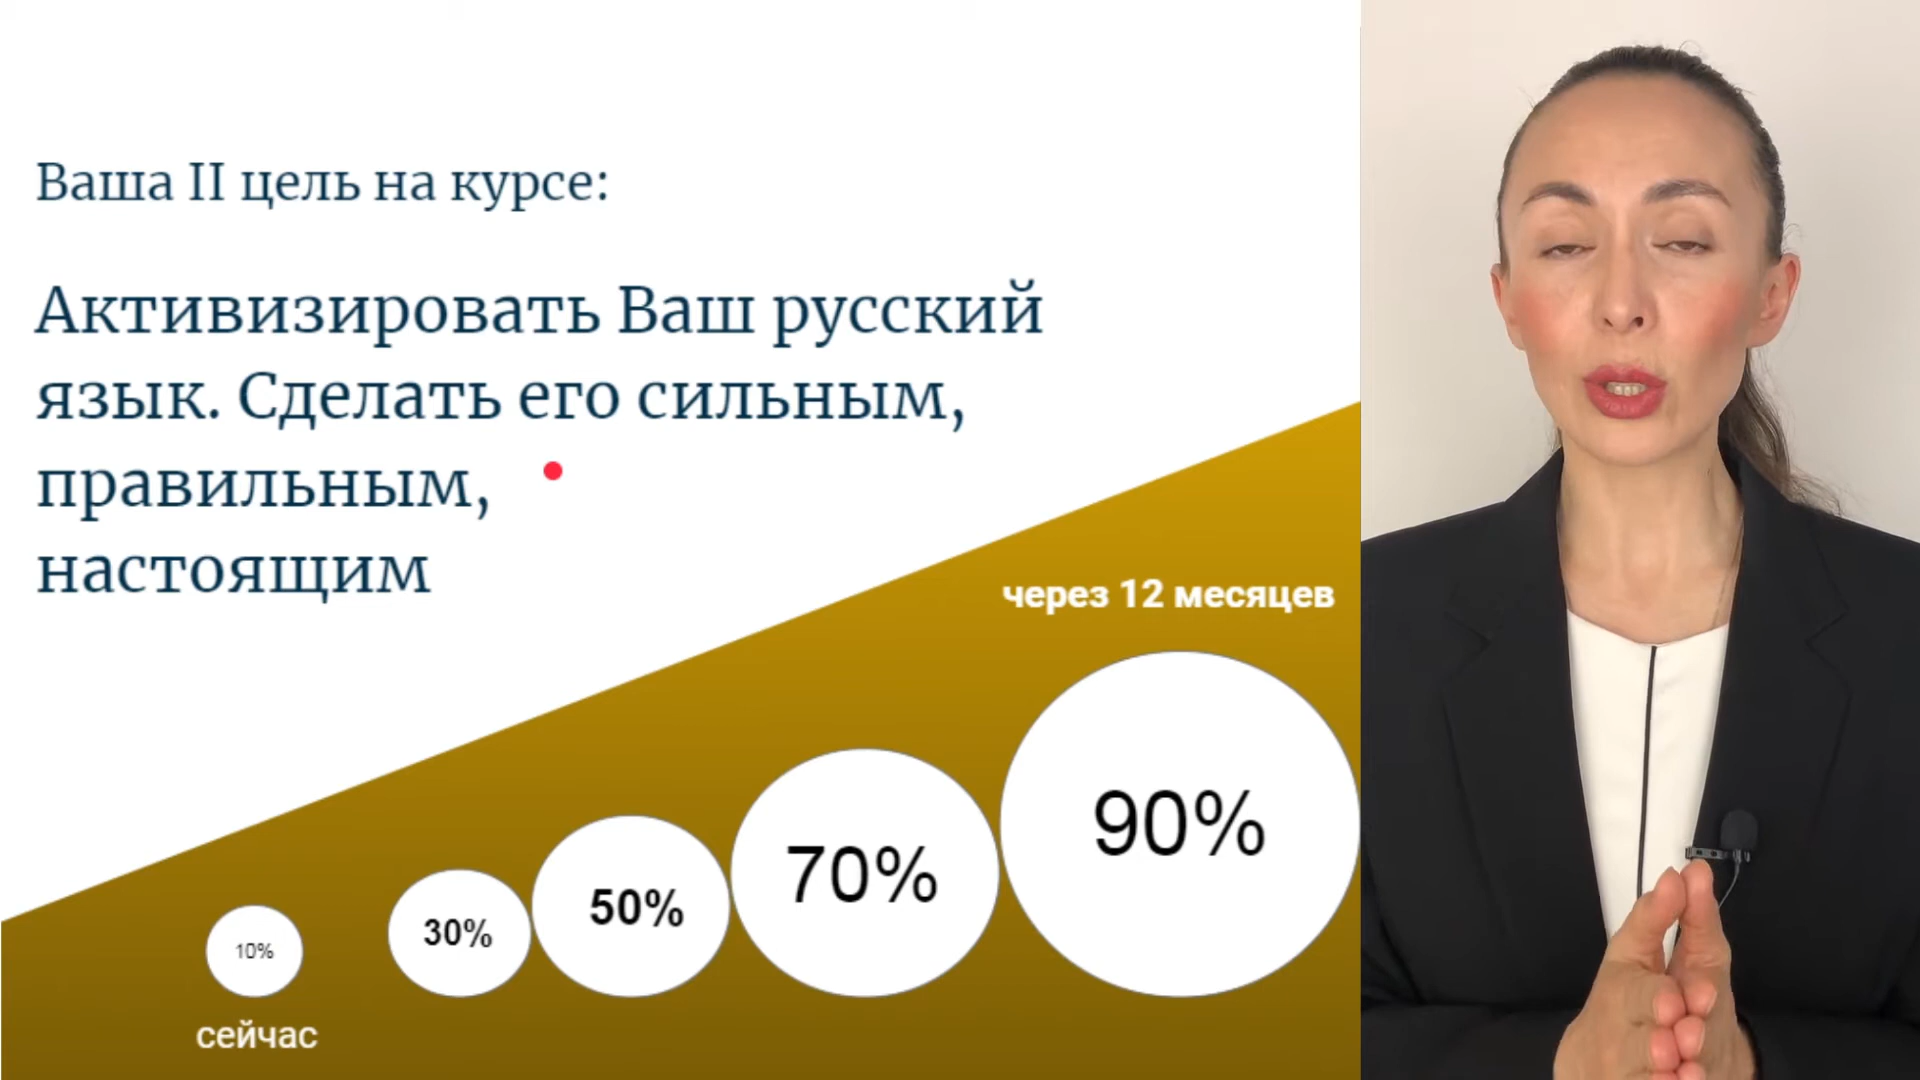 Ваша II цель на курсе:
Активизировать Ваш русский
язык. Сделать его сильным,
правильным,
настоящим
через 12 месяцев
10%
30%
50%
70%
90%
сейчас